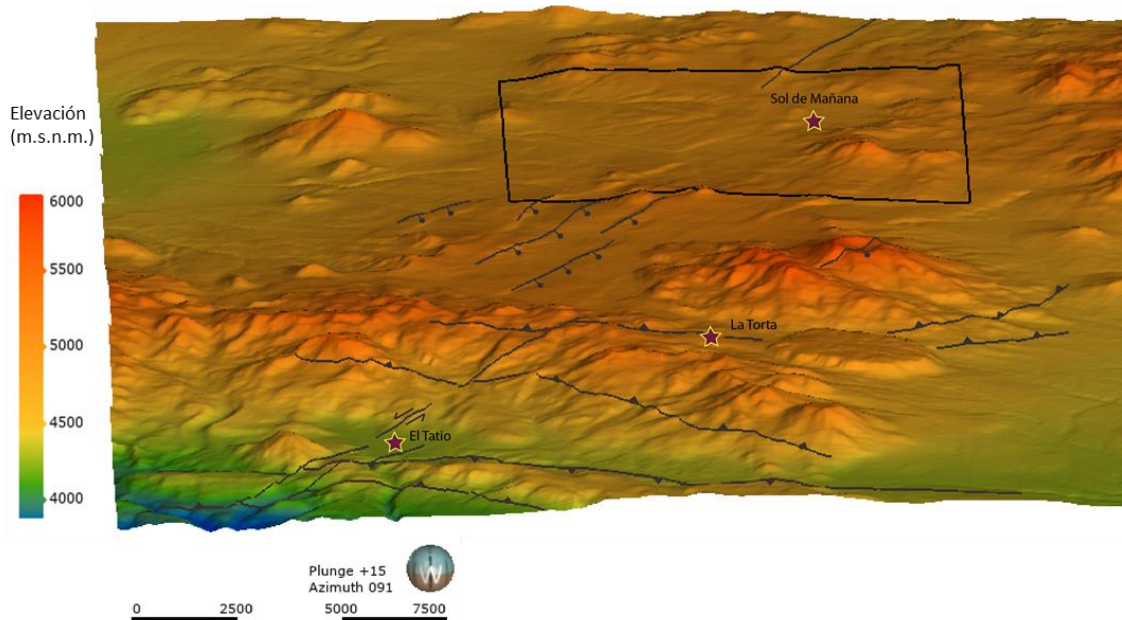 Sol de Mañana
Elevación
(m.s.n.m.)
6000
5500
5000
4500
4000
La Torta
El Tatio
Plunge +15
Azimuth 091
W
0 2500 5000 7500